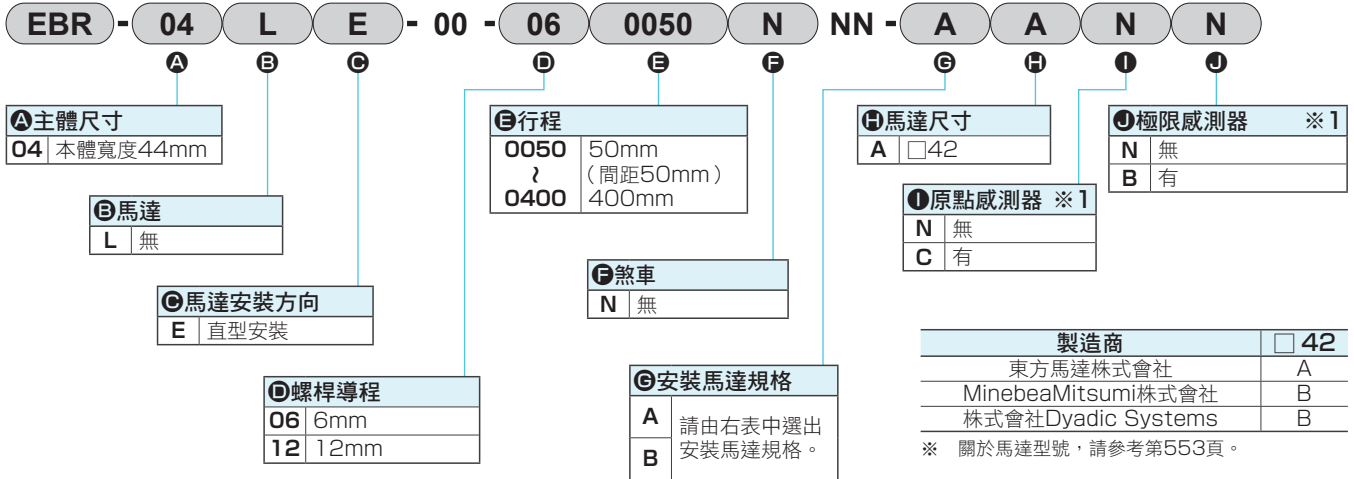 EBR - 04 L E - 00 - 06 0050 N NN - A A N N
A B C D E F G H I J
A主體尺寸
04 本體寬度44mm
B馬達
L 無
C馬達安裝方向
E 直型安裝
D螺桿導程
06 6mm
12 12mm
E行程
0050 50mm
~ (間距50mm)
0400 400mm
F煞車
N 無
G安裝馬達規格
A 請由右表中選出
B 安裝馬達規格。
H馬達尺寸
A □42
I原點感測器 ※1
N 無
C 有
J極限感測器 ※1
N 無
B 有
製造商 □ 42
東方馬達株式會社 A
MinebeaMitsumi株式會社 B
株式會社Dyadic Systems B
※ 關於馬達型號，請參考第553頁。